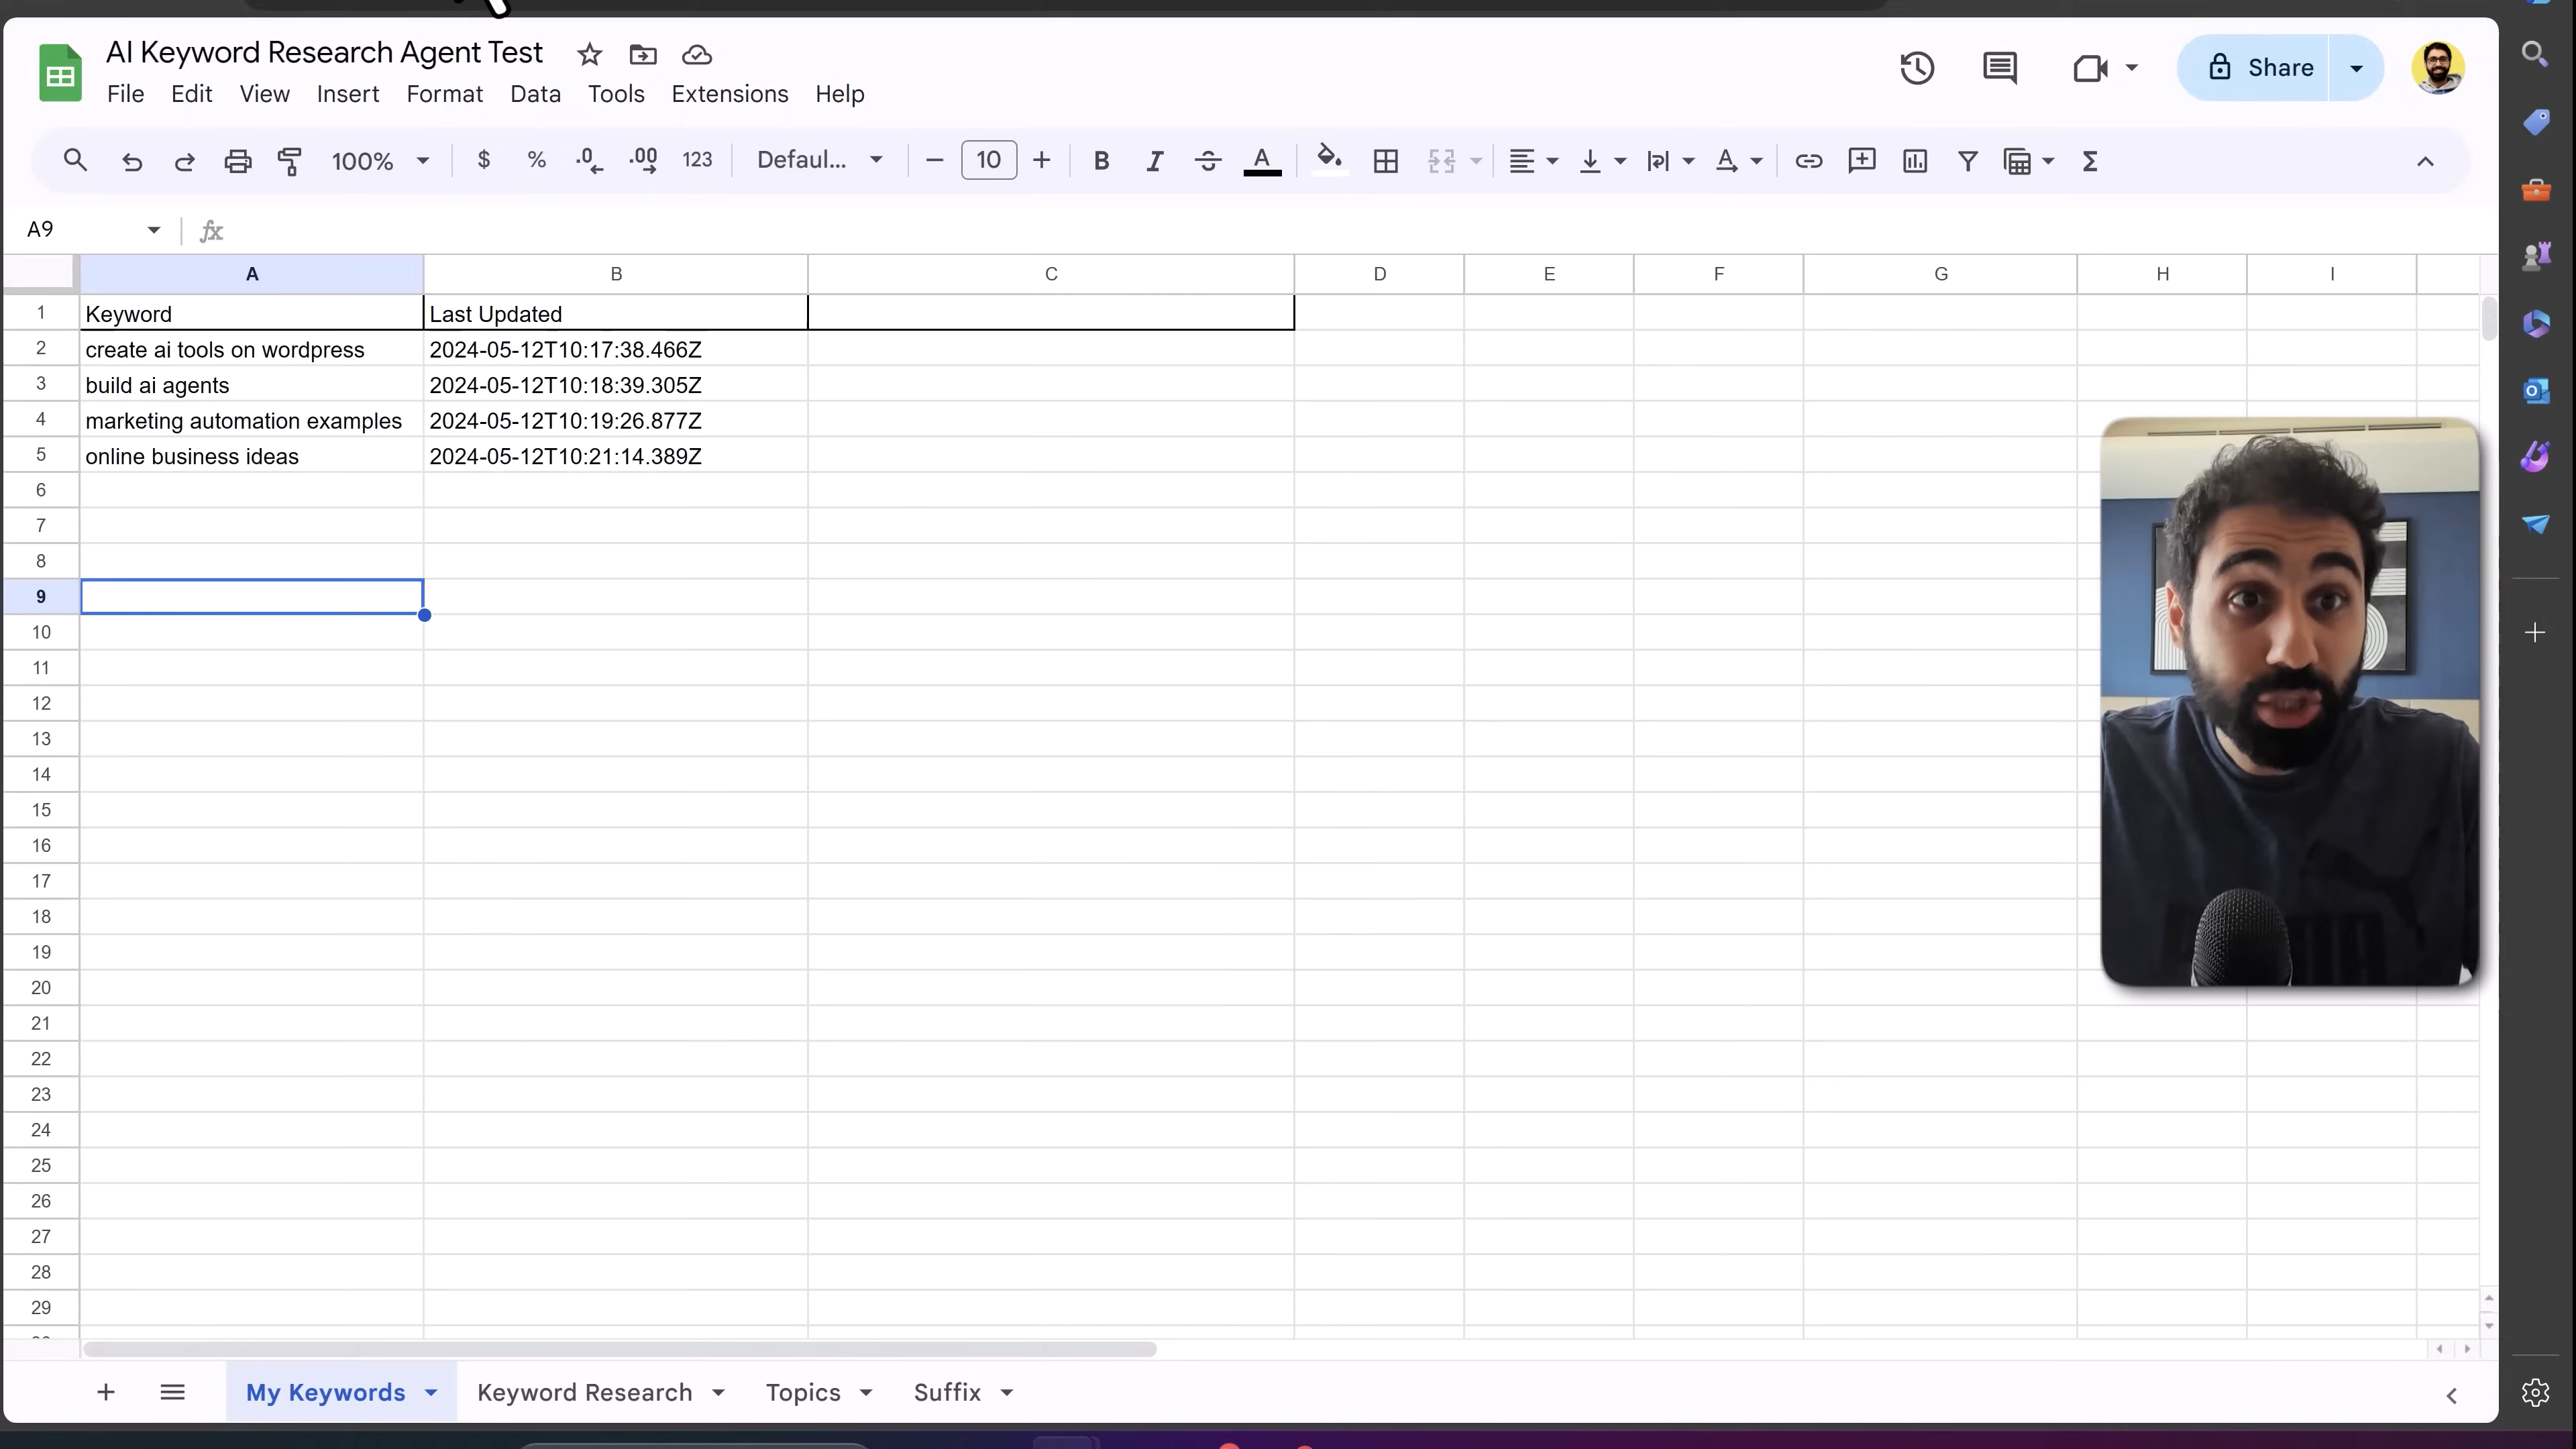 AI Keyword Research Agent Test
File Edit View Insert Format Data Tools Extensions Help
Share
100% $ % .0 .00 123 Defaul... 10 B I A
A9 fx
A B C D E F G H I
1 Keyword Last Updated
2 create ai tools on wordpress 2024-05-12T10:17:38.466Z
3 build ai agents 2024-05-12T10:18:39.305Z
4 marketing automation examples 2024-05-12T10:19:26.877Z
5 online business ideas 2024-05-12T10:21:14.389Z
6
7
8
9
10
11
12
13
14
15
16
17
18
19
20
21
22
23
24
25
26
27
28
29
My Keywords Keyword Research Topics Suffix